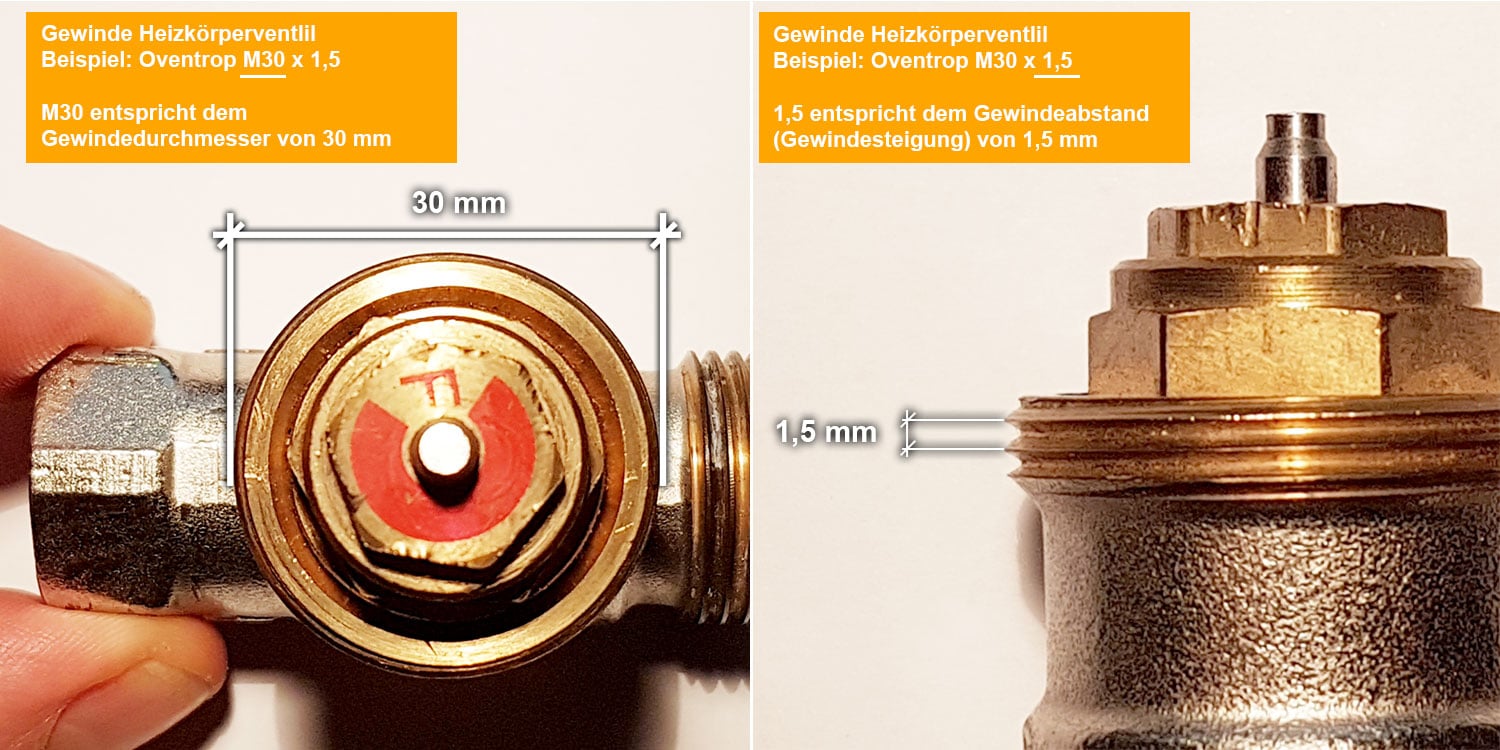 Gewinde Heizkörperventlil
Beispiel: Oventrop M30 x 1,5
M30 entspricht dem
Gewindedurchmesser von 30 mm
30 mm
F
Gewinde Heizkörperventlil
Beispiel: Oventrop M30 x 1,5
1,5 entspricht dem Gewindeabstand
(Gewindesteigung) von 1,5 mm
1,5 mm